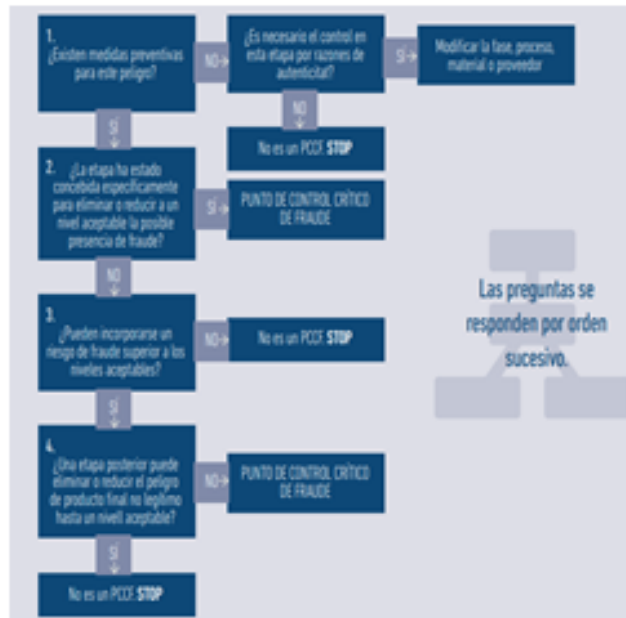 1.
¿Existen medidas preventivas
para este peligro?
NO→
¿Es necesario el control en
esta etapa por razones de
autenticitat?
SÍ→
Modificar la fase, proceso,
material o proveedor
SÍ
↓
NO
↓
No es un PCCF. STOP
2.
¿La etapa ha estado
concebida específicamente
para eliminar o reducir a un
nivel aceptable la posible
presencia de fraude?
SÍ→
PUNTO DE CONTROL CRÍTICO
DE FRAUDE
NO
↓
3.
¿Pueden incorporarse un
riesgo de fraude superior a los
niveles aceptables?
NO→
No es un PCCF. STOP
Las preguntas se
responden por orden
sucesivo.
SÍ
↓
4.
¿Una etapa posterior puede
eliminar o reducir el peligro
de producto final no legítimo
hasta un nivell aceptable?
NO→
PUNTO DE CONTROL CRÍTICO
DE FRAUDE
SÍ
↓
No es un PCCF. STOP